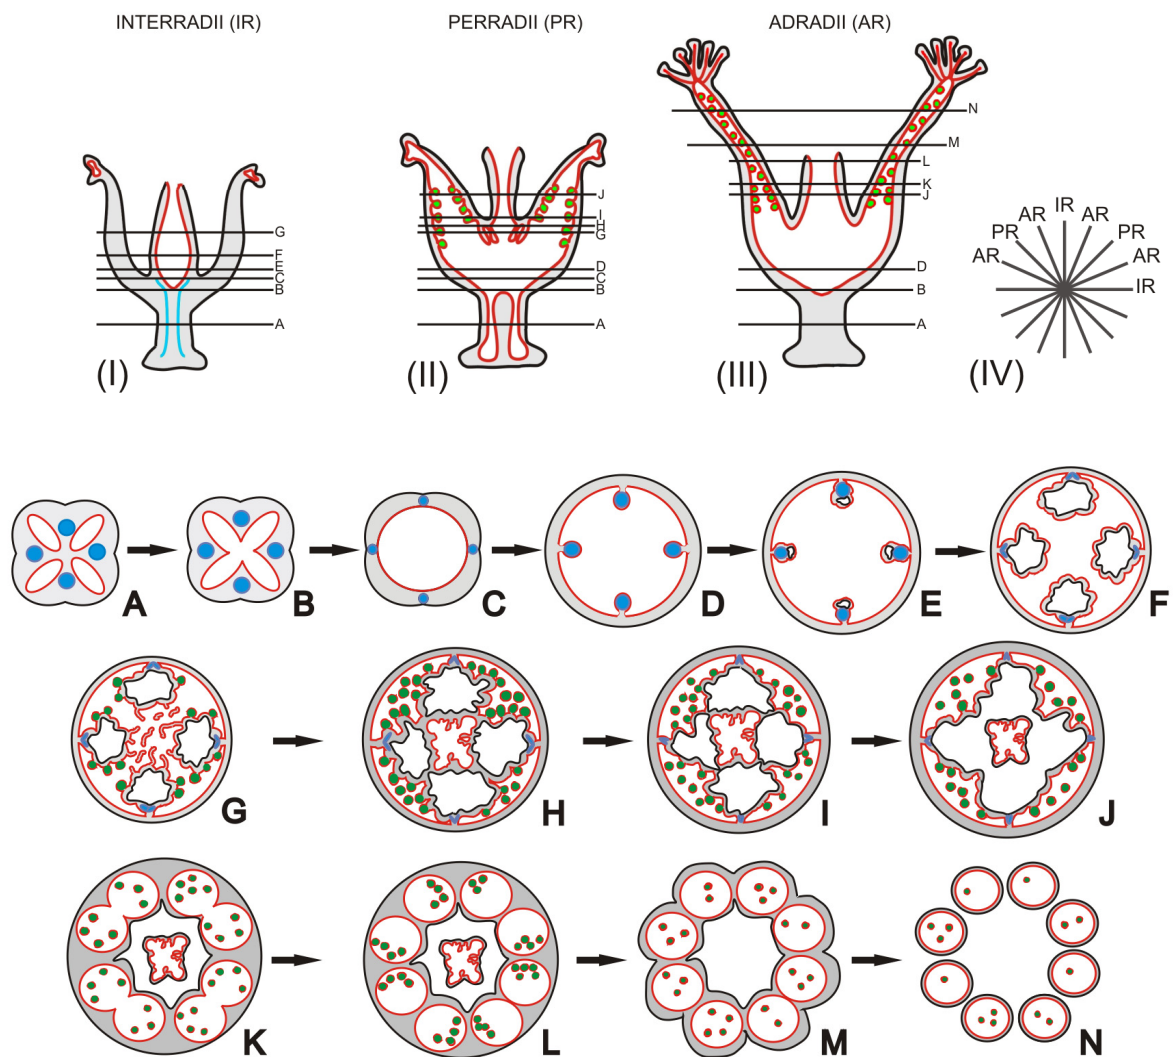 INTERRADII (IR) PERRADII (PR) ADRADII (AR)
N
M
L
K
J
J
I
H
G
G
F
E
D
D
C
B
B
B
A
A
A
IR
AR AR
PR PR
AR AR
IR
(I) (II) (III) (IV)
A B C D E F
G H I J
K L M N